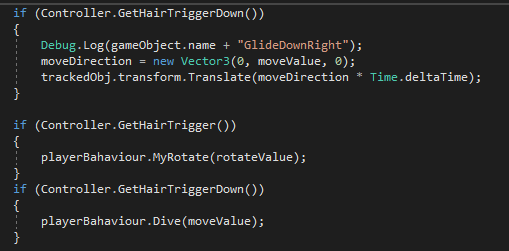 if (Controller.GetHairTriggerDown())
{
Debug.Log(gameObject.name + "GlideDownRight");
moveDirection = new Vector3(0, moveValue, 0);
trackedObj.transform.Translate(moveDirection * Time.deltaTime);
}
if (Controller.GetHairTrigger())
{
playerBahaviour.MyRotate(rotateValue);
}
if (Controller.GetHairTriggerDown())
{
playerBahaviour.Dive(moveValue);
}